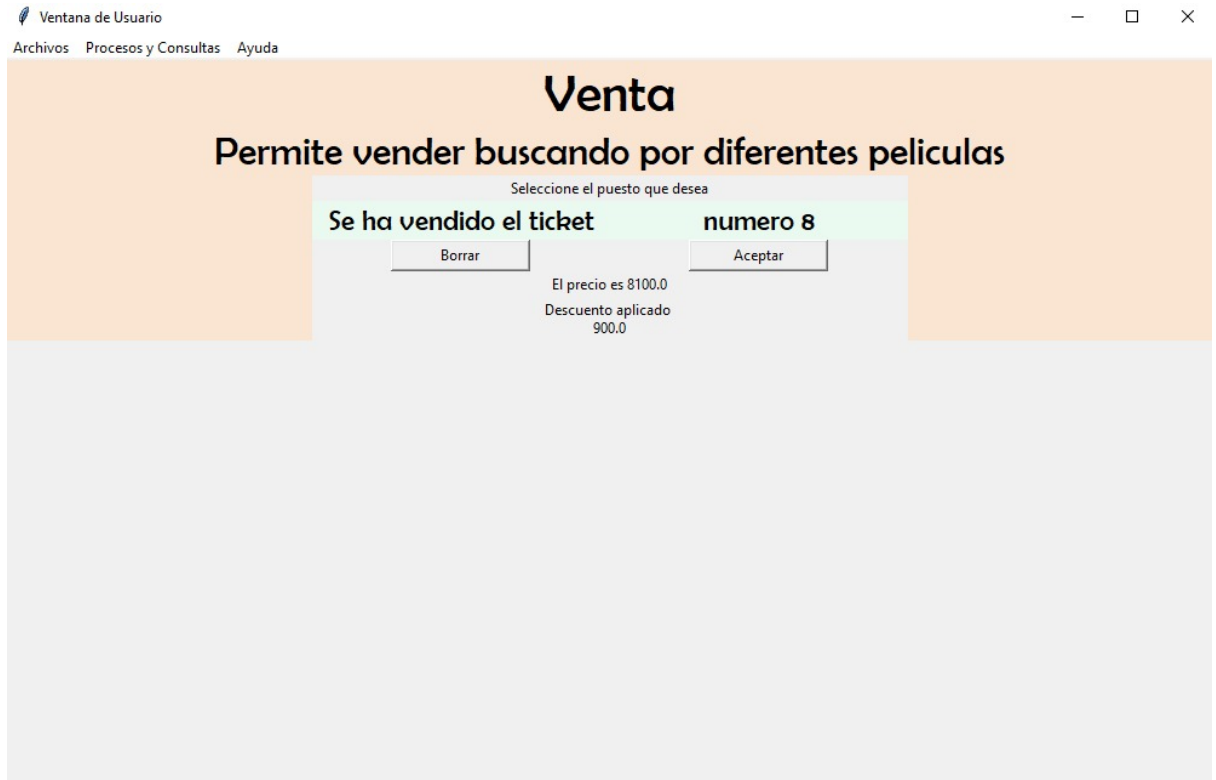 Ventana de Usuario
Archivos Procesos y Consultas Ayuda
Venta
Permite vender buscando por diferentes peliculas
Seleccione el puesto que desea
Se ha vendido el ticket numero 8
Borrar Aceptar
El precio es 8100.0
Descuento aplicado
900.0